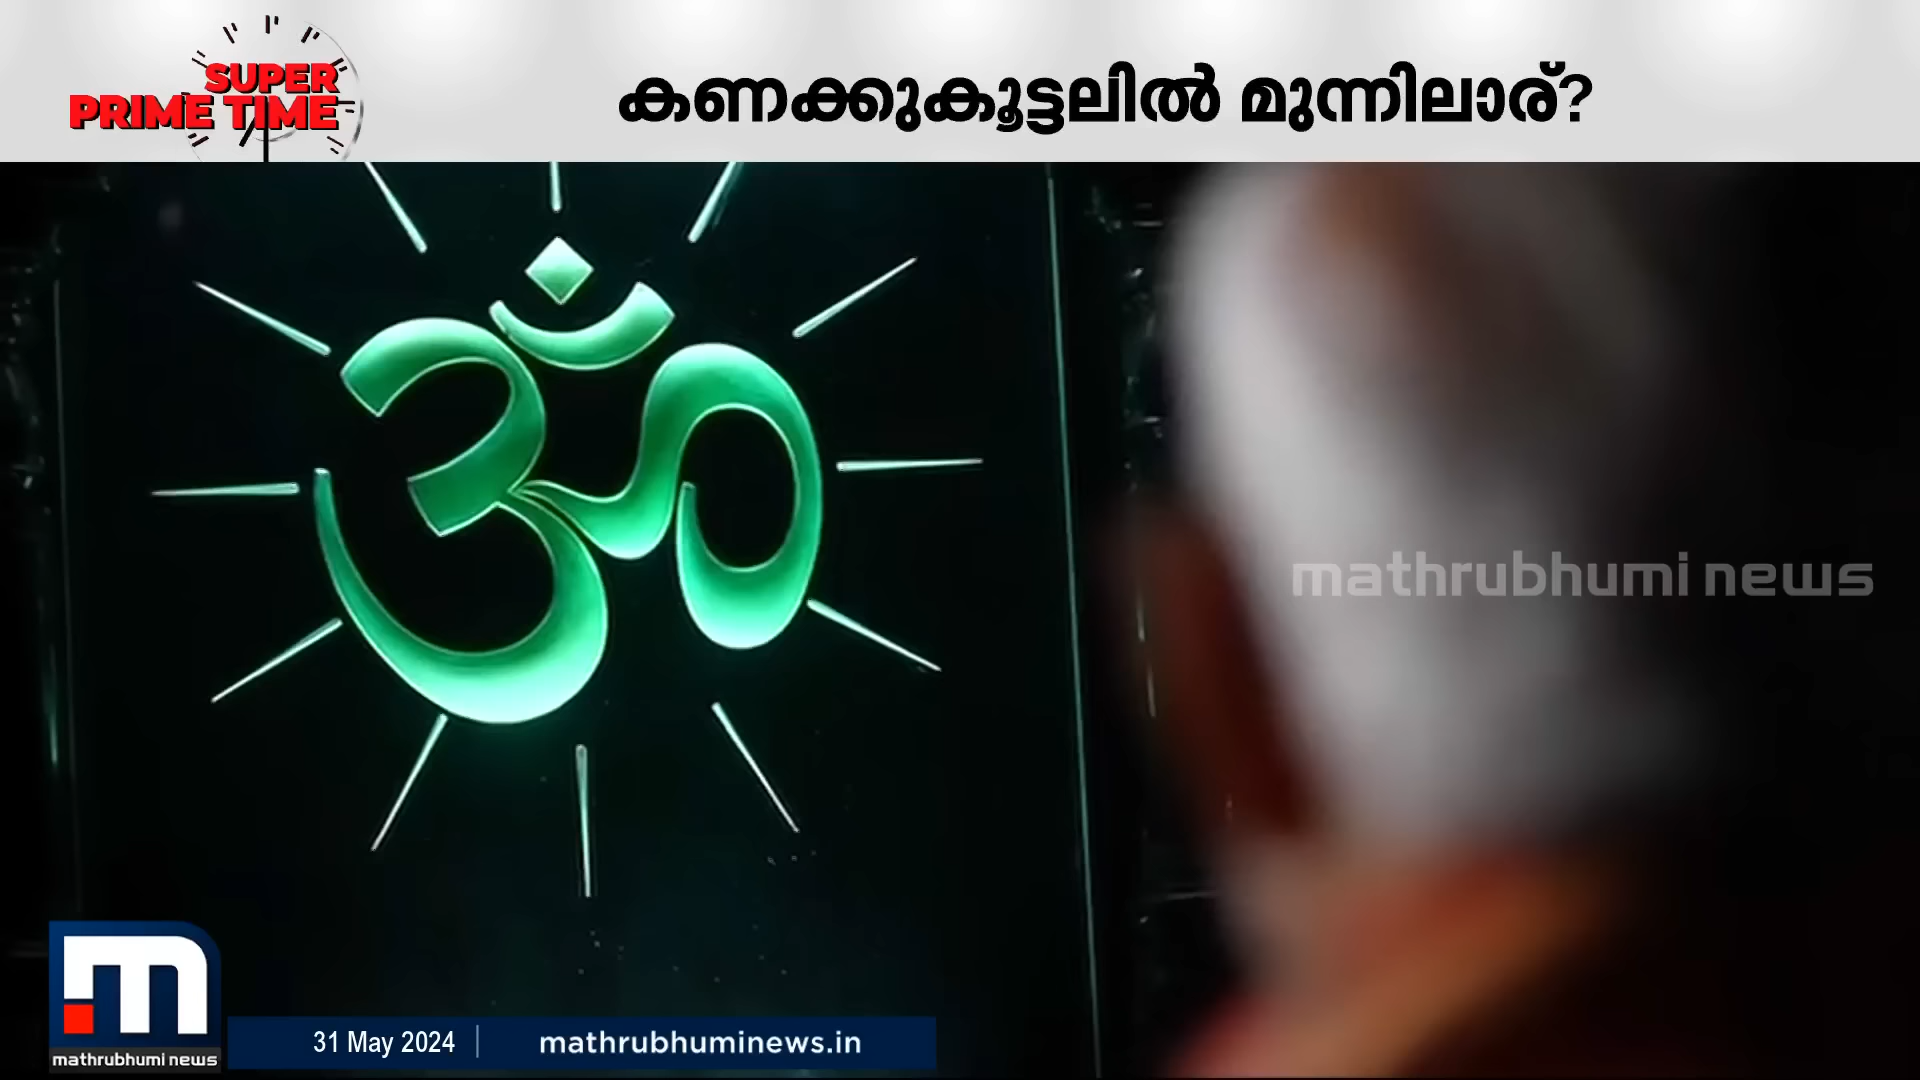 SUPER
PRIME TIME
കണക്കുകൂട്ടലിൽ മുന്നിലാര്?
ॐ
mathrubhumi news
mathrubhumi news
31 May 2024
mathrubhuminews.in